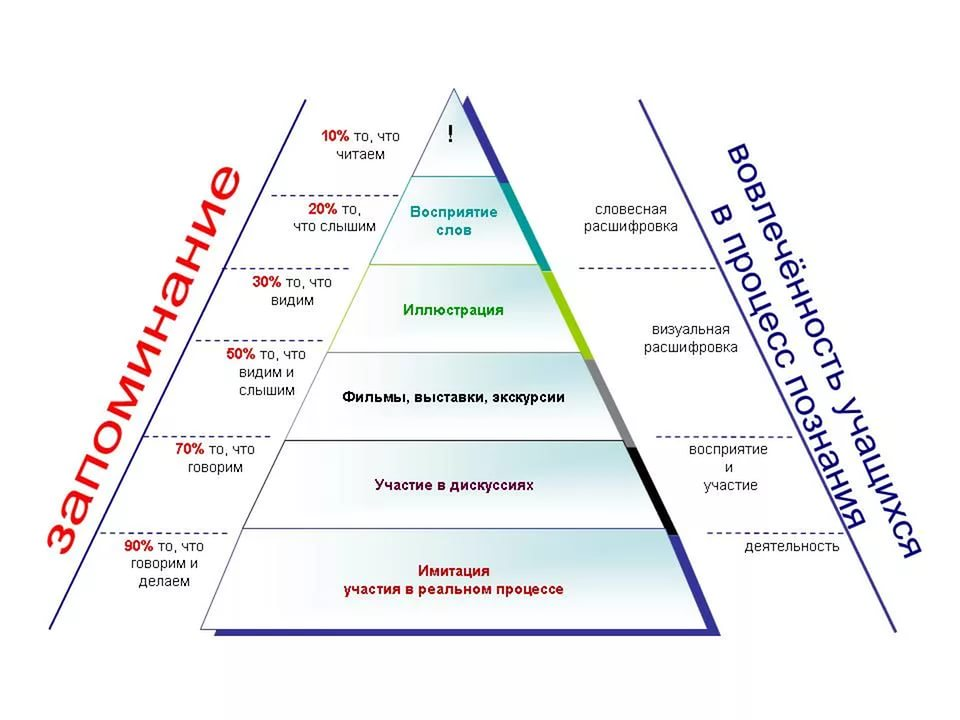 Запоминание
10% то, что
читаем
20% то,
что слышим
30% то, что
видим
50% то, что
видим и
слышим
70% то, что
говорим
90% то, что
говорим и
делаем
!
Восприятие
слов
Иллюстрация
Фильмы, выставки, экскурсии
Участие в дискуссиях
Имитация
участия в реальном процессе
словесная
расшифровка
визуальная
расшифровка
восприятие
и
участие
деятельность
вовлечённость учащихся
в процесс познания